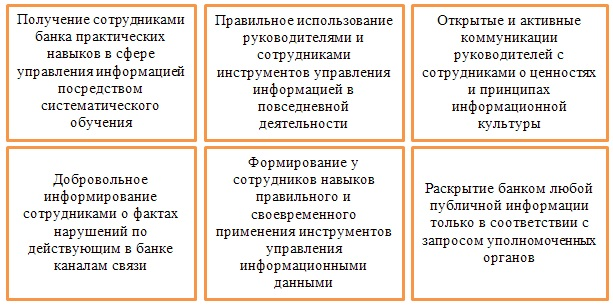 Получение сотрудниками
банка практических
навыков в сфере
управления информацией
посредством
систематического
обучения
Правильное использование
руководителями и
сотрудниками
инструментов управления
информацией в
повседневной
деятельности
Открытые и активные
коммуникации
руководителей с
сотрудниками о ценностях
и принципах
информационной
культуры
Добровольное
информирование
сотрудниками о фактах
нарушений по
действующим в банке
каналам связи
Формирование у
сотрудников навыков
правильного и
своевременного
применения инструментов
управления
информационными
данными
Раскрытие банком любой
публичной информации
только в соответствии с
запросом уполномоченных
органов